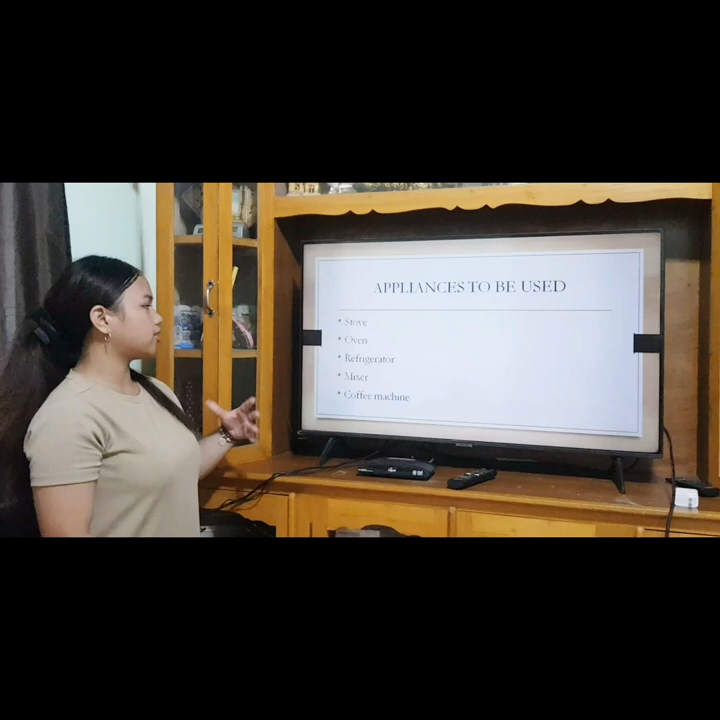 APPLIANCES TO BE USED
* Stove
* Oven
* Refrigerator
* Mixer
* Coffee machine